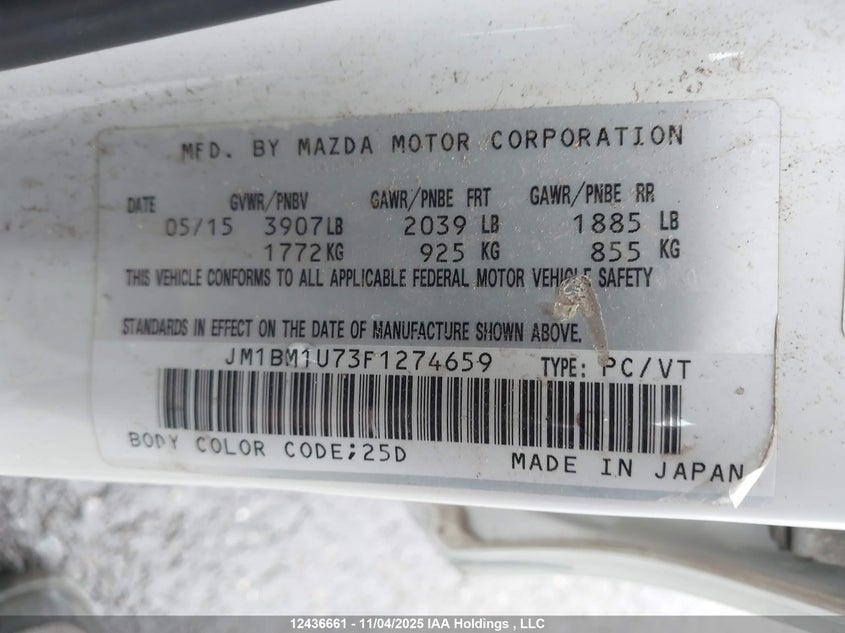 MFD. BY MAZDA MOTOR CORPORATION
DATE GVWR/PNBV GAWR/PNBE FRT GAWR/PNBE RR
05/15 3907LB 2039 LB 1885 LB
1772KG 925 KG 855 KG
THIS VEHICLE CONFORMS TO ALL APPLICABLE FEDERAL MOTOR VEHICLE SAFETY
STANDARDS IN EFFECT ON THE DATE OF MANUFACTURE SHOWN ABOVE.
JM1BM1U73F1274659 TYPE: PC/VT
BODY COLOR CODE;25D
MADE IN JAPAN
12436661 - 11/04/2025 IAA Holdings , LLC